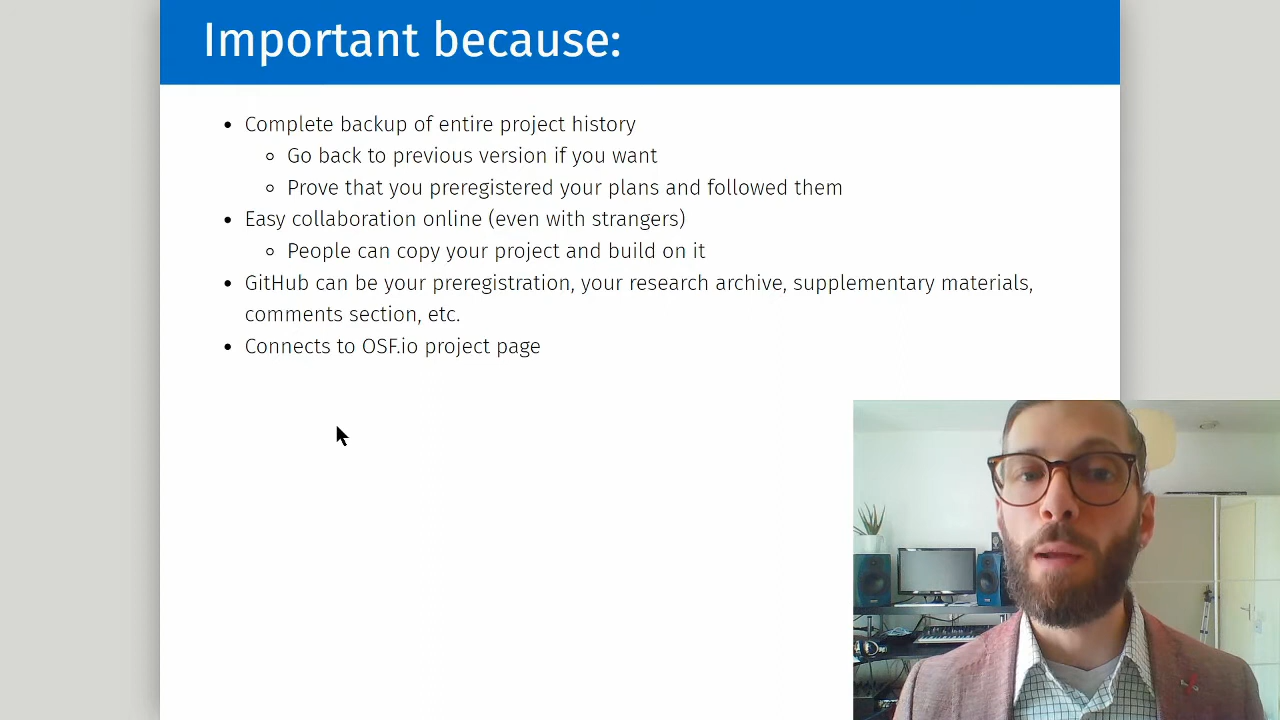 Important because:
• Complete backup of entire project history
◦ Go back to previous version if you want
◦ Prove that you preregistered your plans and followed them
• Easy collaboration online (even with strangers)
◦ People can copy your project and build on it
• GitHub can be your preregistration, your research archive, supplementary materials,
comments section, etc.
• Connects to OSF.io project page